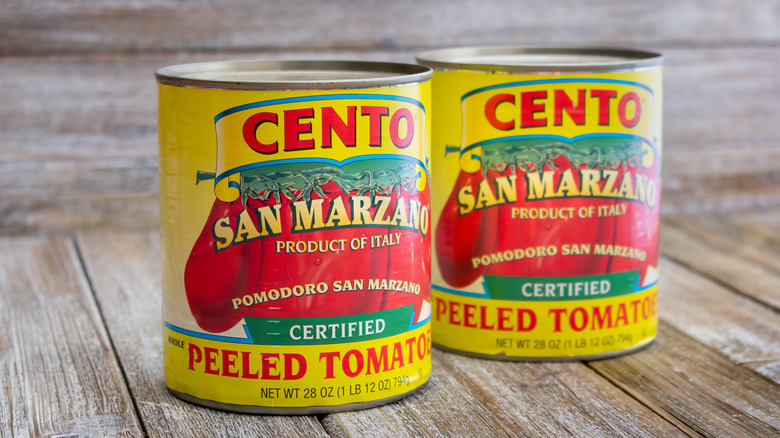 CENTO
SAN MARZANO
PRODUCT OF ITALY
POMODORO SAN MARZANO
CERTIFIED
WHOLE
PEELED TOMATOE
NET WT 28 OZ (1 LB 12 OZ) 794g
CENTO
SAN MARZANO
PRODUCT OF ITALY
POMODORO SAN MARZANO
CERTIFIED
PEELED TOMATOE
NET WT 28 OZ (1 LB 12 OZ) 794g